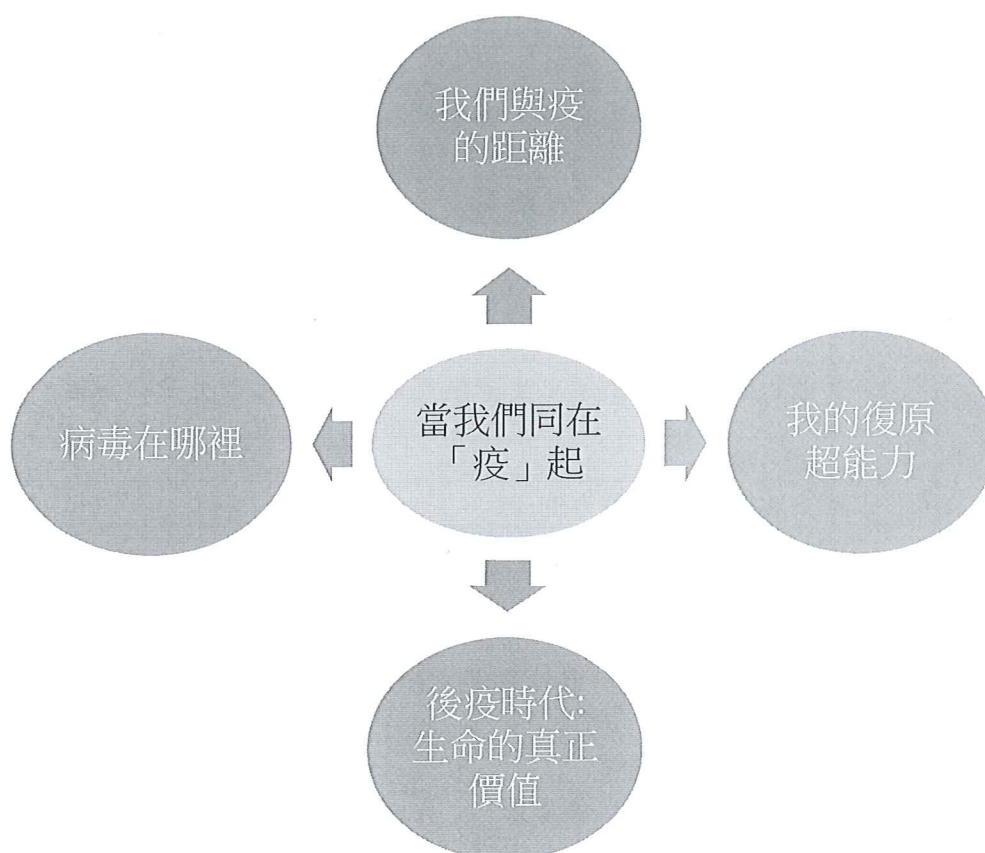 我們與疫
的距離
病毒在哪裡
當我們同在
「疫」起
我的復原
超能力
後疫時代:
生命的真正
價值